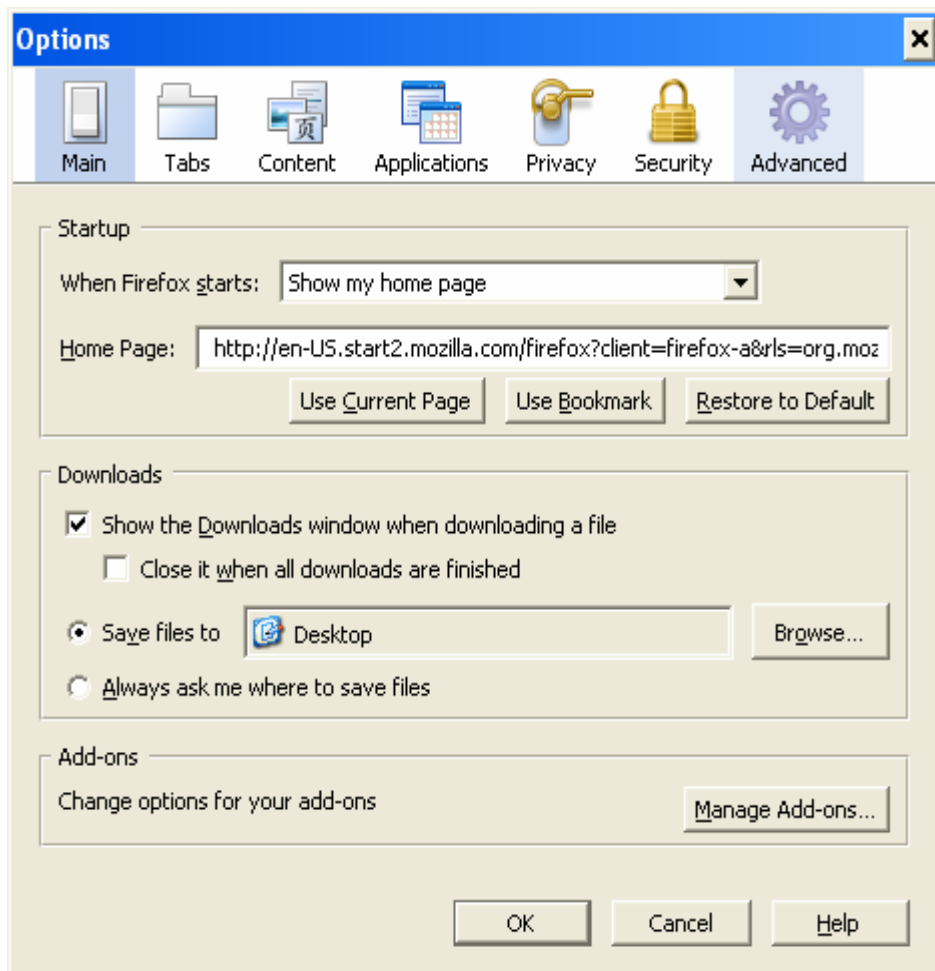 Options
Main Tabs Content Applications Privacy Security Advanced
页
Startup
When Firefox starts: Show my home page
Home Page: http://en-US.start2.mozilla.com/firefox?client=firefox-a&rls=org.moz
Use Current Page Use Bookmark Restore to Default
Downloads
Show the Downloads window when downloading a file
Close it when all downloads are finished
Save files to Desktop Browse...
Always ask me where to save files
Add-ons
Change options for your add-ons
Manage Add-ons...
OK Cancel Help